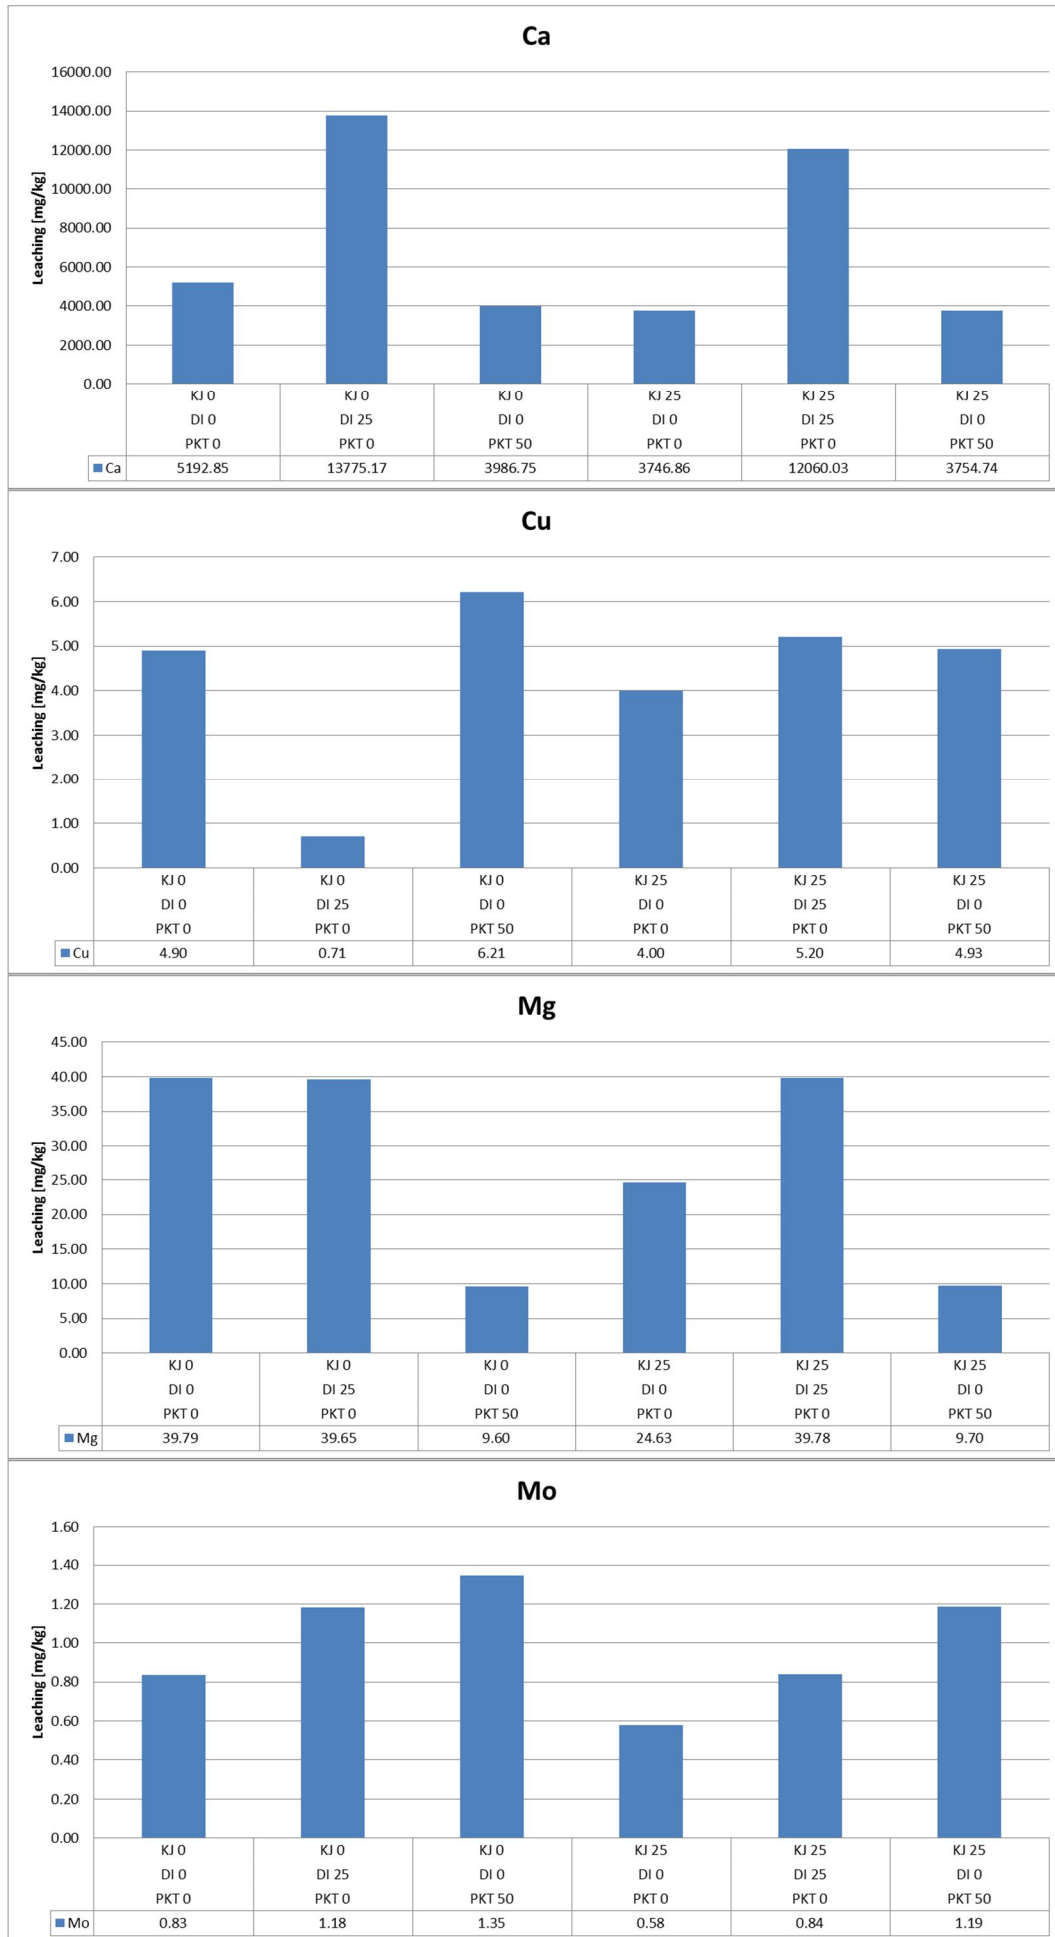 Ca
16000.00
14000.00
12000.00
10000.00
8000.00
6000.00
4000.00
2000.00
0.00
Leaching [mg/kg]
KJ 0 KJ 0 KJ 0 KJ 25 KJ 25 KJ 25
DI 0 DI 25 DI 0 DI 0 DI 25 DI 0
PKT 0 PKT 0 PKT 50 PKT 0 PKT 0 PKT 50
Ca 5192.85 13775.17 3986.75 3746.86 12060.03 3754.74
Cu
7.00
6.00
5.00
4.00
3.00
2.00
1.00
0.00
Leaching [mg/kg]
KJ 0 KJ 0 KJ 0 KJ 25 KJ 25 KJ 25
DI 0 DI 25 DI 0 DI 0 DI 25 DI 0
PKT 0 PKT 0 PKT 50 PKT 0 PKT 0 PKT 50
Cu 4.90 0.71 6.21 4.00 5.20 4.93
Mg
45.00
40.00
35.00
30.00
25.00
20.00
15.00
10.00
5.00
0.00
Leaching [mg/kg]
KJ 0 KJ 0 KJ 0 KJ 25 KJ 25 KJ 25
DI 0 DI 25 DI 0 DI 0 DI 25 DI 0
PKT 0 PKT 0 PKT 50 PKT 0 PKT 0 PKT 50
Mg 39.79 39.65 9.60 24.63 39.78 9.70
Mo
1.60
1.40
1.20
1.00
0.80
0.60
0.40
0.20
0.00
Leaching [mg/kg]
KJ 0 KJ 0 KJ 0 KJ 25 KJ 25 KJ 25
DI 0 DI 25 DI 0 DI 0 DI 25 DI 0
PKT 0 PKT 0 PKT 50 PKT 0 PKT 0 PKT 50
Mo 0.83 1.18 1.35 0.58 0.84 1.19